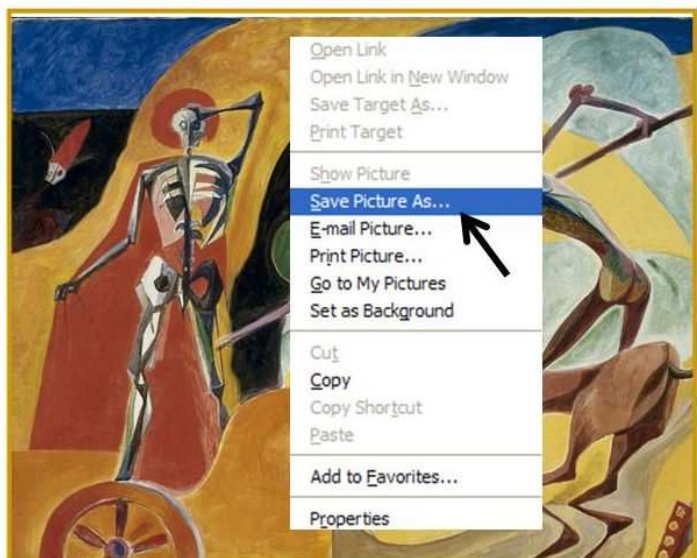 Open Link
Open Link in New Window
Save Target As...
Print Target
Show Picture
Save Picture As...
E-mail Picture...
Print Picture...
Go to My Pictures
Set as Background
Cut
Copy
Copy Shortcut
Paste
Add to Favorites...
Properties